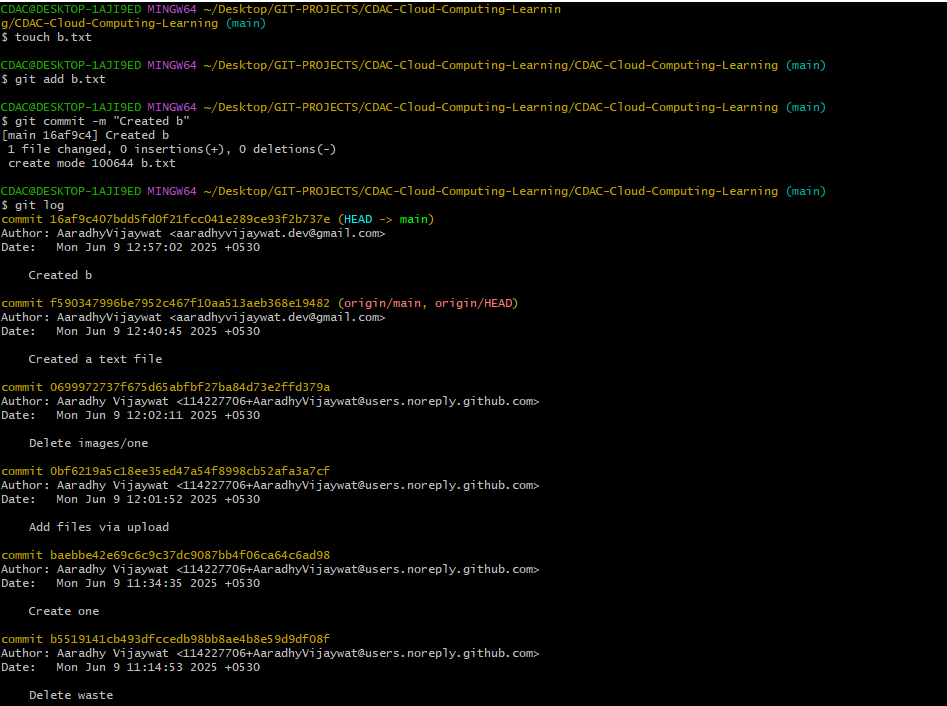 CDAC@DESKTOP-1AJI9ED MINGW64 ~/Desktop/GIT-PROJECTS/CDAC-Cloud-Computing-Learnin
g/CDAC-Cloud-Computing-Learning (main)
$ touch b.txt
CDAC@DESKTOP-1AJI9ED MINGW64 ~/Desktop/GIT-PROJECTS/CDAC-Cloud-Computing-Learning/CDAC-Cloud-Computing-Learning (main)
$ git add b.txt
CDAC@DESKTOP-1AJI9ED MINGW64 ~/Desktop/GIT-PROJECTS/CDAC-Cloud-Computing-Learning/CDAC-Cloud-Computing-Learning (main)
$ git commit -m "Created b"
[main 16af9c4] Created b
 1 file changed, 0 insertions(+), 0 deletions(-)
 create mode 100644 b.txt
CDAC@DESKTOP-1AJI9ED MINGW64 ~/Desktop/GIT-PROJECTS/CDAC-Cloud-Computing-Learning/CDAC-Cloud-Computing-Learning (main)
$ git log
commit 16af9c407bdd5fd0f21fcc041e289ce93f2b737e (HEAD -> main)
Author: AaradhyVijaywat <aaradhyvijaywat.dev@gmail.com>
Date:   Mon Jun 9 12:57:02 2025 +0530
    Created b
commit f590347996be7952c467f10aa513aeb368e19482 (origin/main, origin/HEAD)
Author: AaradhyVijaywat <aaradhyvijaywat.dev@gmail.com>
Date:   Mon Jun 9 12:40:45 2025 +0530
    Created a text file
commit 0699972737f675d65abfbf27ba84d73e2ffd379a
Author: Aaradhy Vijaywat <114227706+AaradhyVijaywat@users.noreply.github.com>
Date:   Mon Jun 9 12:02:11 2025 +0530
    Delete images/one
commit 0bf6219a5c18ee35ed47a54f8998cb52afa3a7cf
Author: Aaradhy Vijaywat <114227706+AaradhyVijaywat@users.noreply.github.com>
Date:   Mon Jun 9 12:01:52 2025 +0530
    Add files via upload
commit baebbe42e69c6c9c37dc9087bb4f06ca64c6ad98
Author: Aaradhy Vijaywat <114227706+AaradhyVijaywat@users.noreply.github.com>
Date:   Mon Jun 9 11:34:35 2025 +0530
    Create one
commit b5519141cb493dfccedb98bb8ae4b8e59d9df08f
Author: Aaradhy Vijaywat <114227706+AaradhyVijaywat@users.noreply.github.com>
Date:   Mon Jun 9 11:14:53 2025 +0530
    Delete waste